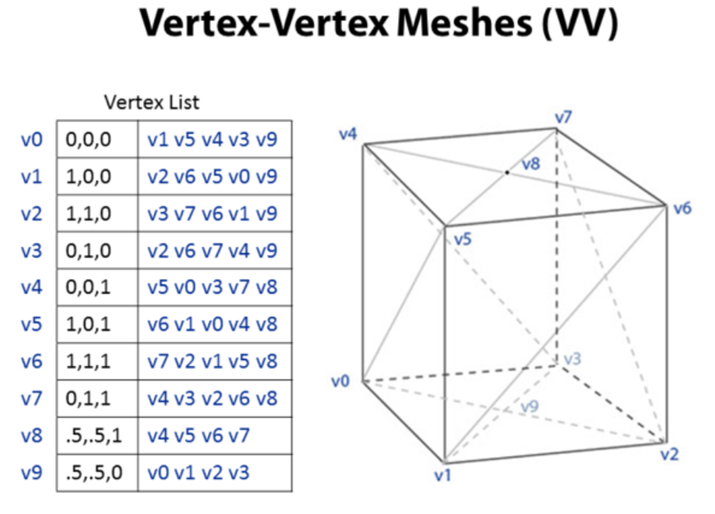 Vertex-Vertex Meshes (VV)
Vertex List
v0 0,0,0 v1 v5 v4 v3 v9
v1 1,0,0 v2 v6 v5 v0 v9
v2 1,1,0 v3 v7 v6 v1 v9
v3 0,1,0 v2 v6 v7 v4 v9
v4 0,0,1 v5 v0 v3 v7 v8
v5 1,0,1 v6 v1 v0 v4 v8
v6 1,1,1 v7 v2 v1 v5 v8
v7 0,1,1 v4 v3 v2 v6 v8
v8 .5,.5,1 v4 v5 v6 v7
v9 .5,.5,0 v0 v1 v2 v3
v7
v4
v8
v6
v5
v3
v0
v9
v2
v1